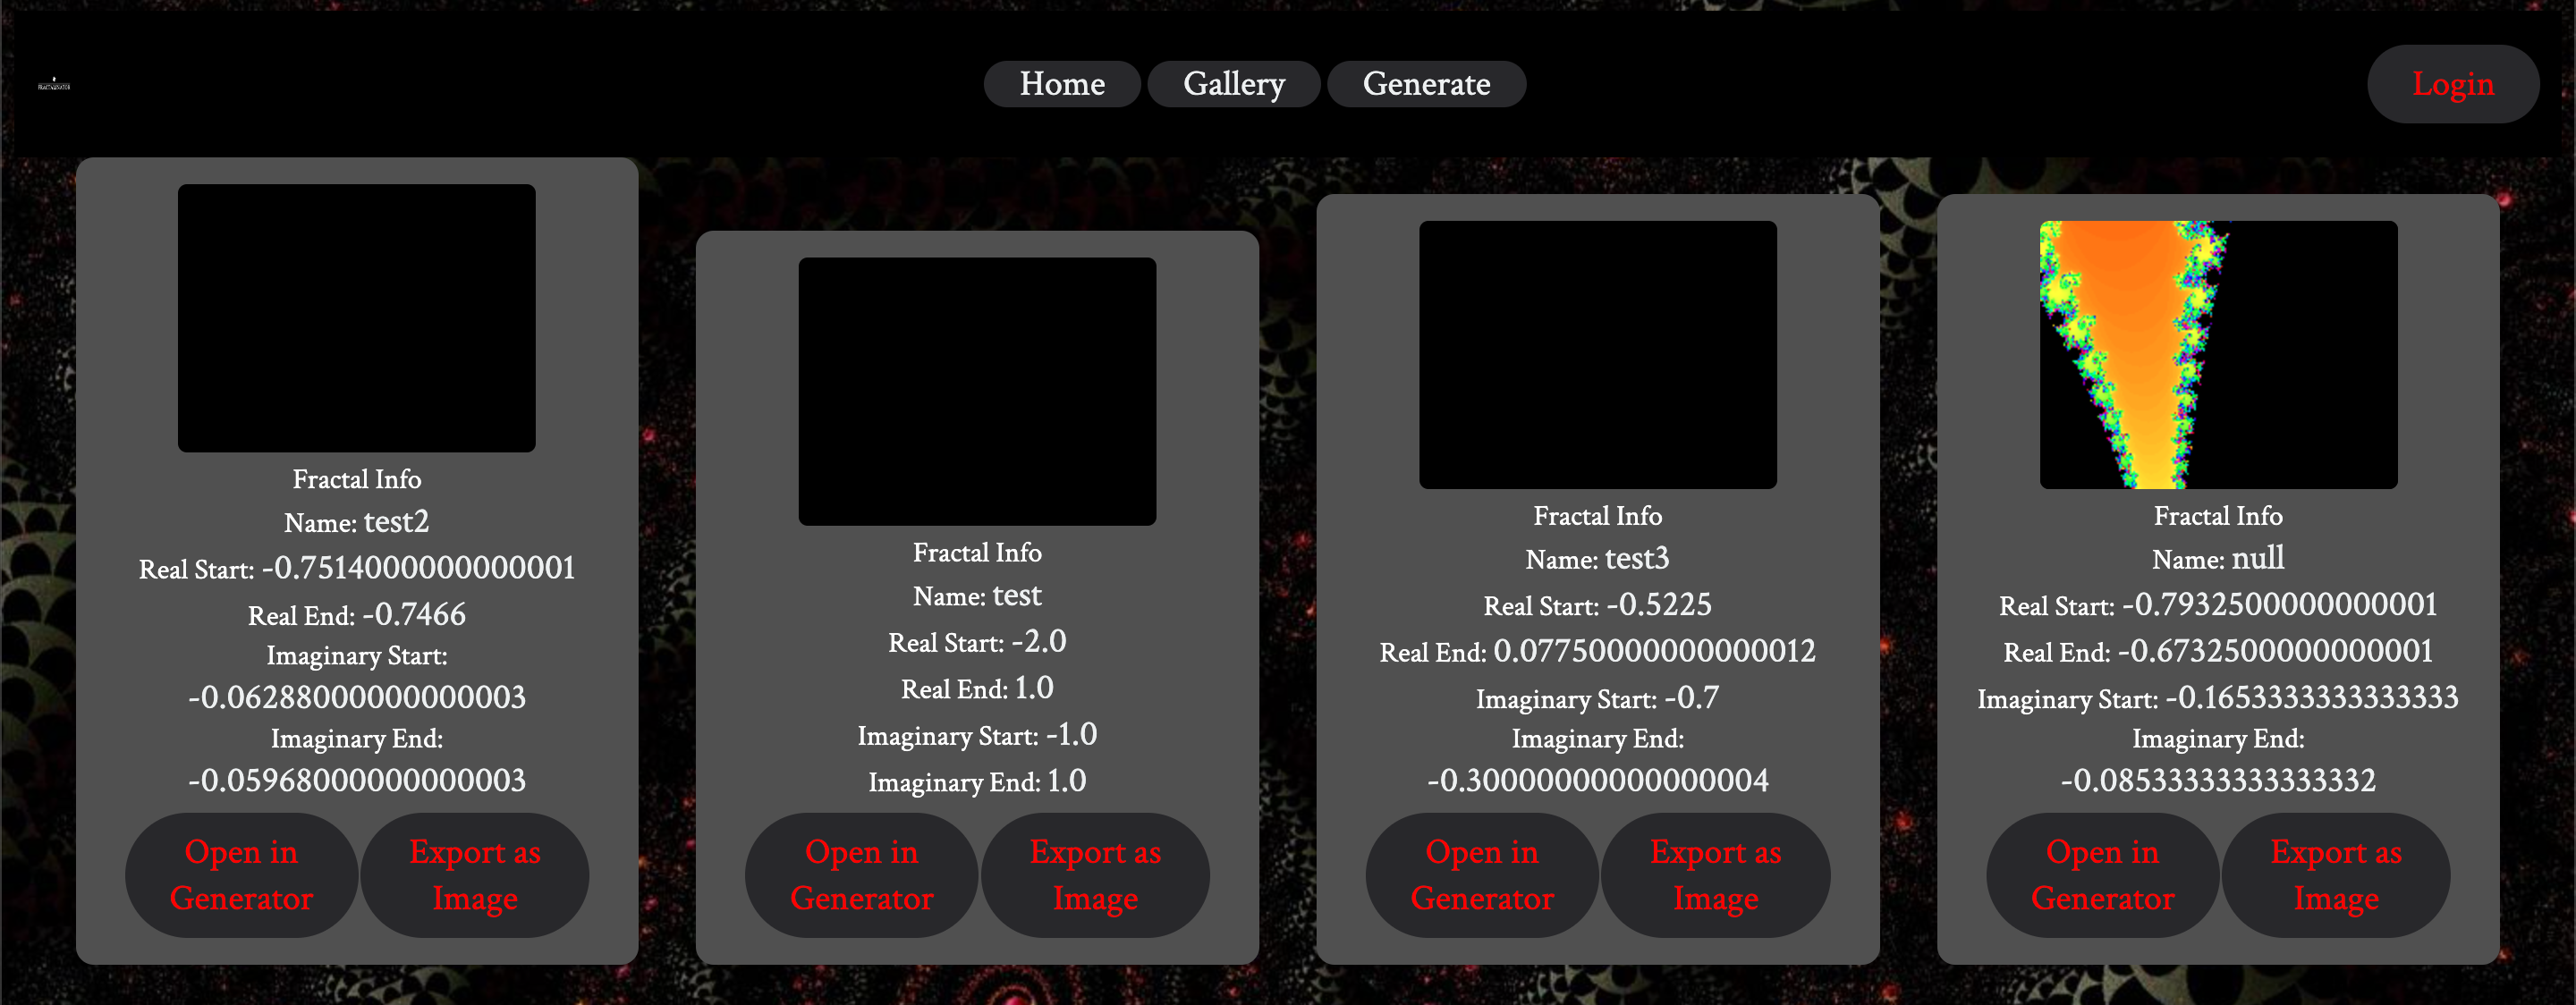 Home
Gallery
Generate
Login
Fractal Info
Name: test2
Real Start: -0.7514000000000001
Real End: -0.7466
Imaginary Start:
-0.06288000000000003
Imaginary End:
-0.05968000000000003
Open in
Generator
Export as
Image
Fractal Info
Name: test
Real Start: -2.0
Real End: 1.0
Imaginary Start: -1.0
Imaginary End: 1.0
Open in
Generator
Export as
Image
Fractal Info
Name: test3
Real Start: -0.5225
Real End: 0.07750000000000012
Imaginary Start: -0.7
Imaginary End:
-0.30000000000000004
Open in
Generator
Export as
Image
Fractal Info
Name: null
Real Start: -0.7932500000000001
Real End: -0.6732500000000001
Imaginary Start: -0.1653333333333333
Imaginary End:
-0.08533333333333332
Open in
Generator
Export as
Image